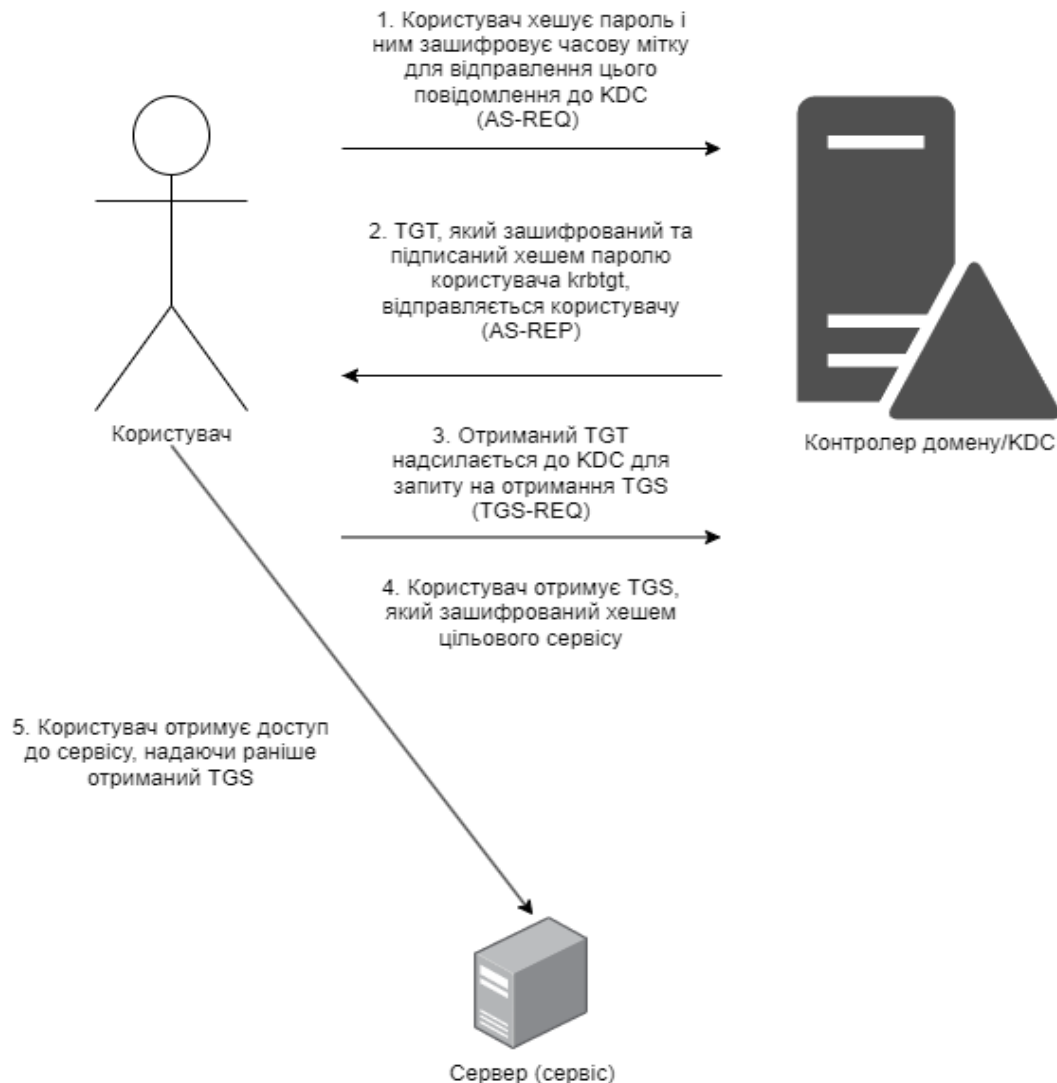 1. Користувач хешує пароль і
ним зашифровує часову мітку
для відправлення цього
повідомлення до KDC
(AS-REQ)
2. TGT, який зашифрований та
підписаний хешем паролю
користувача krbtgt,
відправляється користувачу
(AS-REP)
Користувач
Контролер домену/KDC
3. Отриманий TGT
надсилається до KDC для
запиту на отримання TGS
(TGS-REQ)
4. Користувач отримує TGS,
який зашифрований хешем
цільового сервісу
5. Користувач отримує доступ
до сервісу, надаючи раніше
отриманий TGS
Сервер (сервіс)